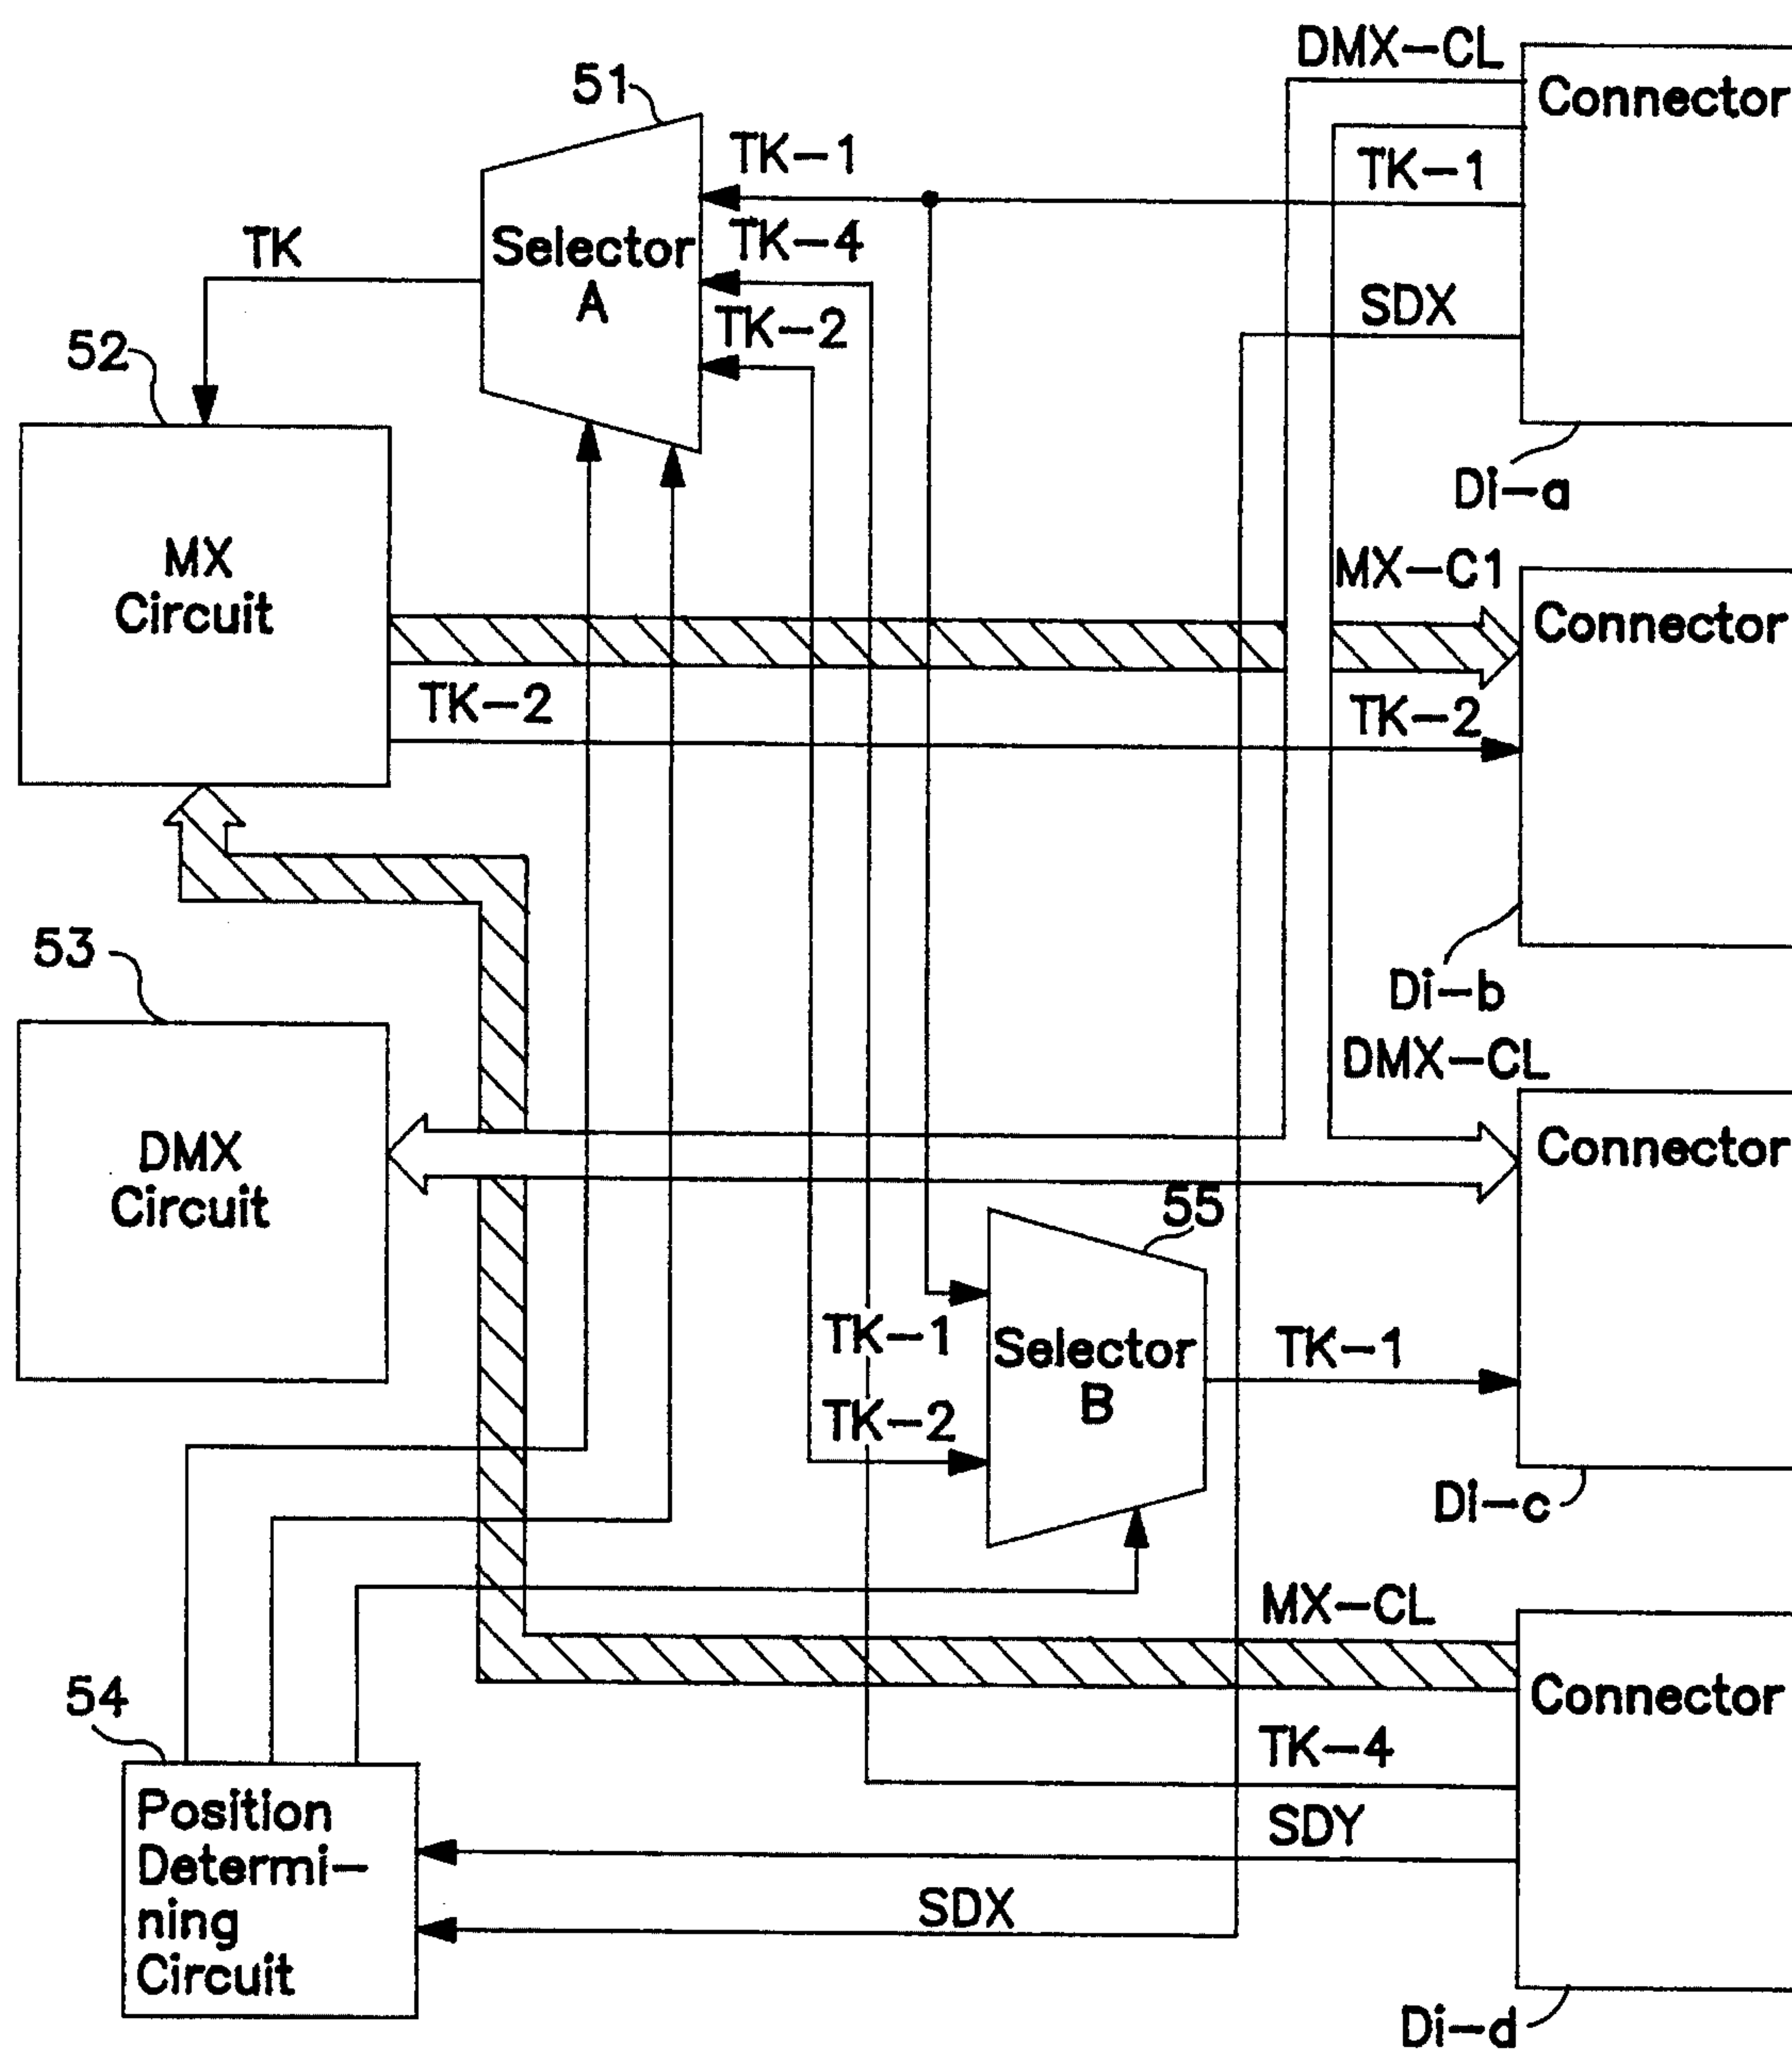 DMX-CL
Connector
51
TK-1
TK-1
TK-4
TK
Selector
A
SDX
TK-2
52
Di-a
MX
Circuit
MX-C1
Connector
TK-2
TK-2
53
Di-b
DMX-CL
DMX
Circuit
Connector
55
TK-1
Selector
B
TK-1
TK-2
Di-c
MX-CL
54
Connector
TK-4
Position
Determi-
ning
Circuit
SDY
SDX
Di-d